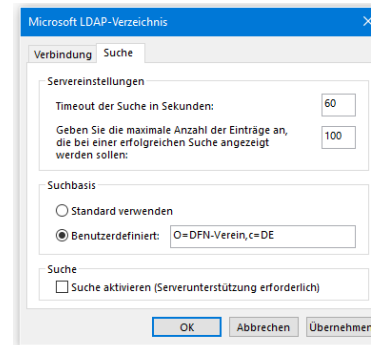 Microsoft LDAP-Verzeichnis
Verbindung Suche
Servereinstellungen
Timeout der Suche in Sekunden: 60
Geben Sie die maximale Anzahl der Einträge an,
die bei einer erfolgreichen Suche angezeigt
werden sollen: 100
Suchbasis
Standard verwenden
Benutzerdefiniert: O=DFN-Verein,c=DE
Suche
Suche aktivieren (Serverunterstützung erforderlich)
OK Abbrechen Übernehmen